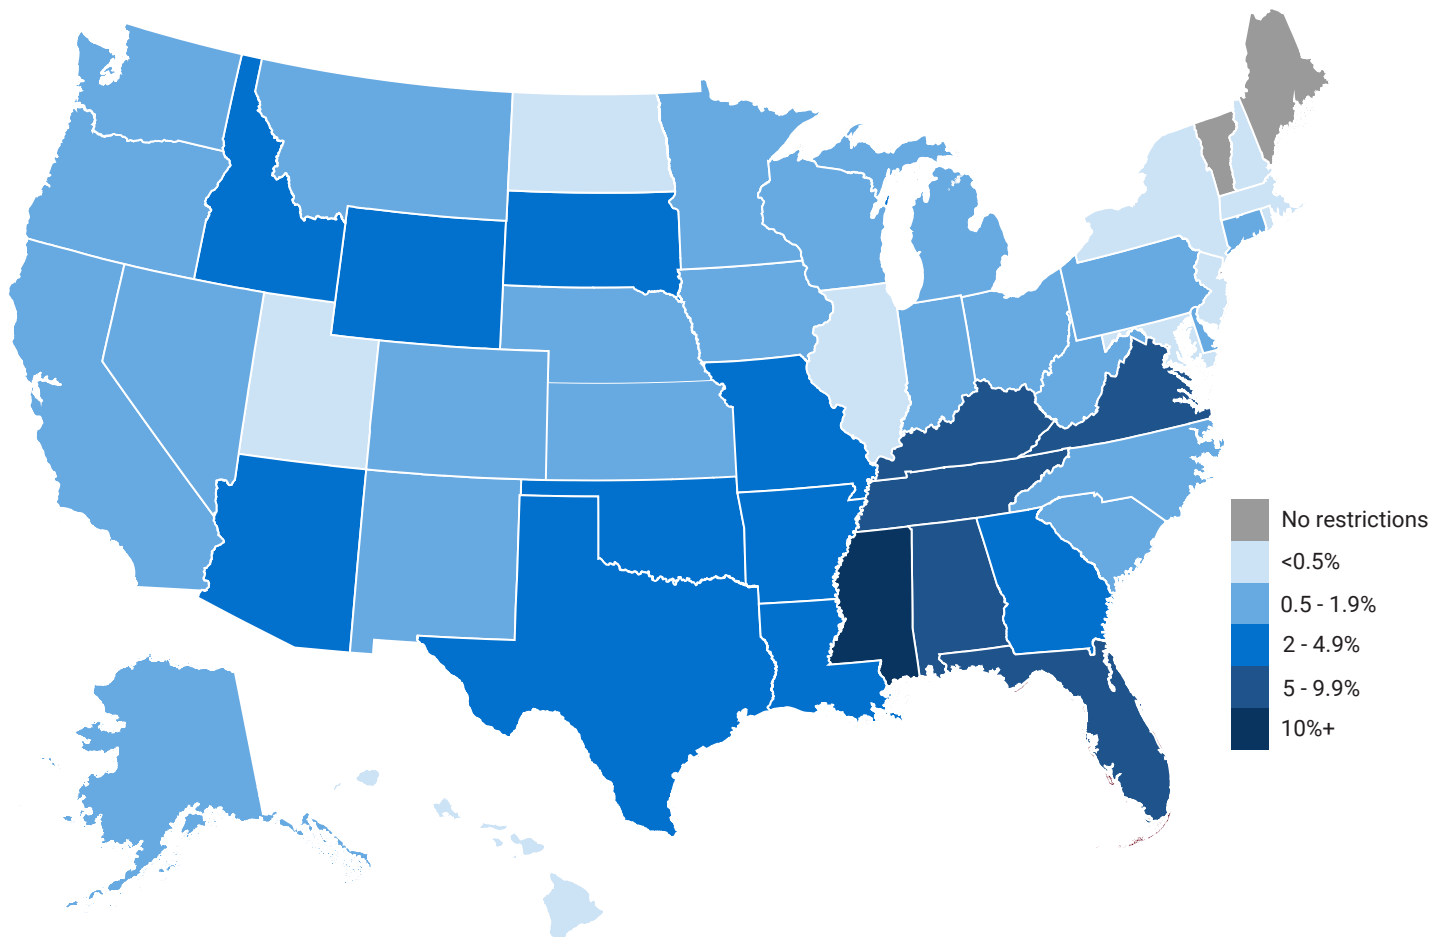 No restrictions
<0.5%
0.5 - 1.9%
2 - 4.9%
5 - 9.9%
10%+